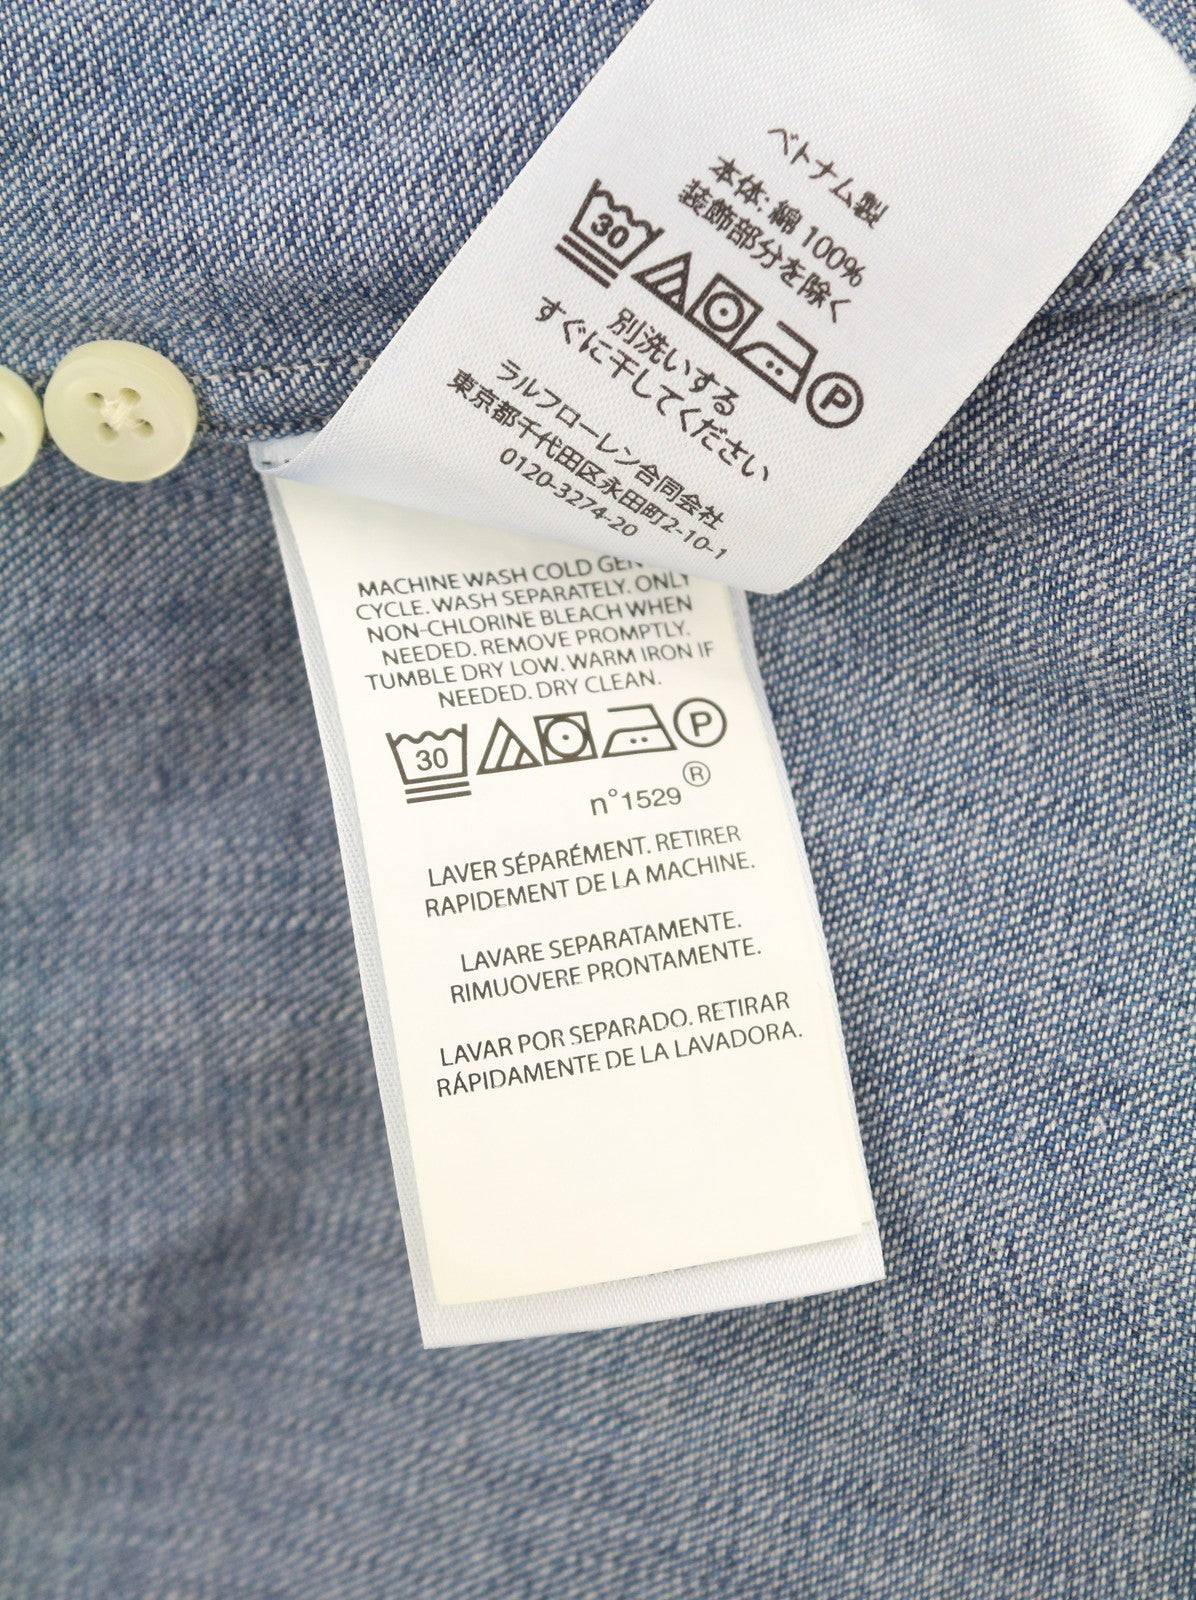 ベトナム製
本体: 綿 100%
装飾部分を除く
30
P
別洗いする
すぐに干してください
ラルフローレン合同会社
東京都千代田区永田町2-10-1
0120-3274-20
MACHINE WASH COLD
CYCLE. WASH SEPARATELY. ONLY
NON-CHLORINE BLEACH WHEN
NEEDED. REMOVE PROMPTLY.
TUMBLE DRY LOW. WARM IRON IF
NEEDED. DRY CLEAN.
30
P
n°1529®
LAVER SÉPARÉMENT. RETIRER
RAPIDEMENT DE LA MACHINE.
LAVARE SEPARATAMENTE.
RIMUOVERE PRONTAMENTE.
LAVAR POR SEPARADO. RETIRAR
RÁPIDAMENTE DE LA LAVADORA.